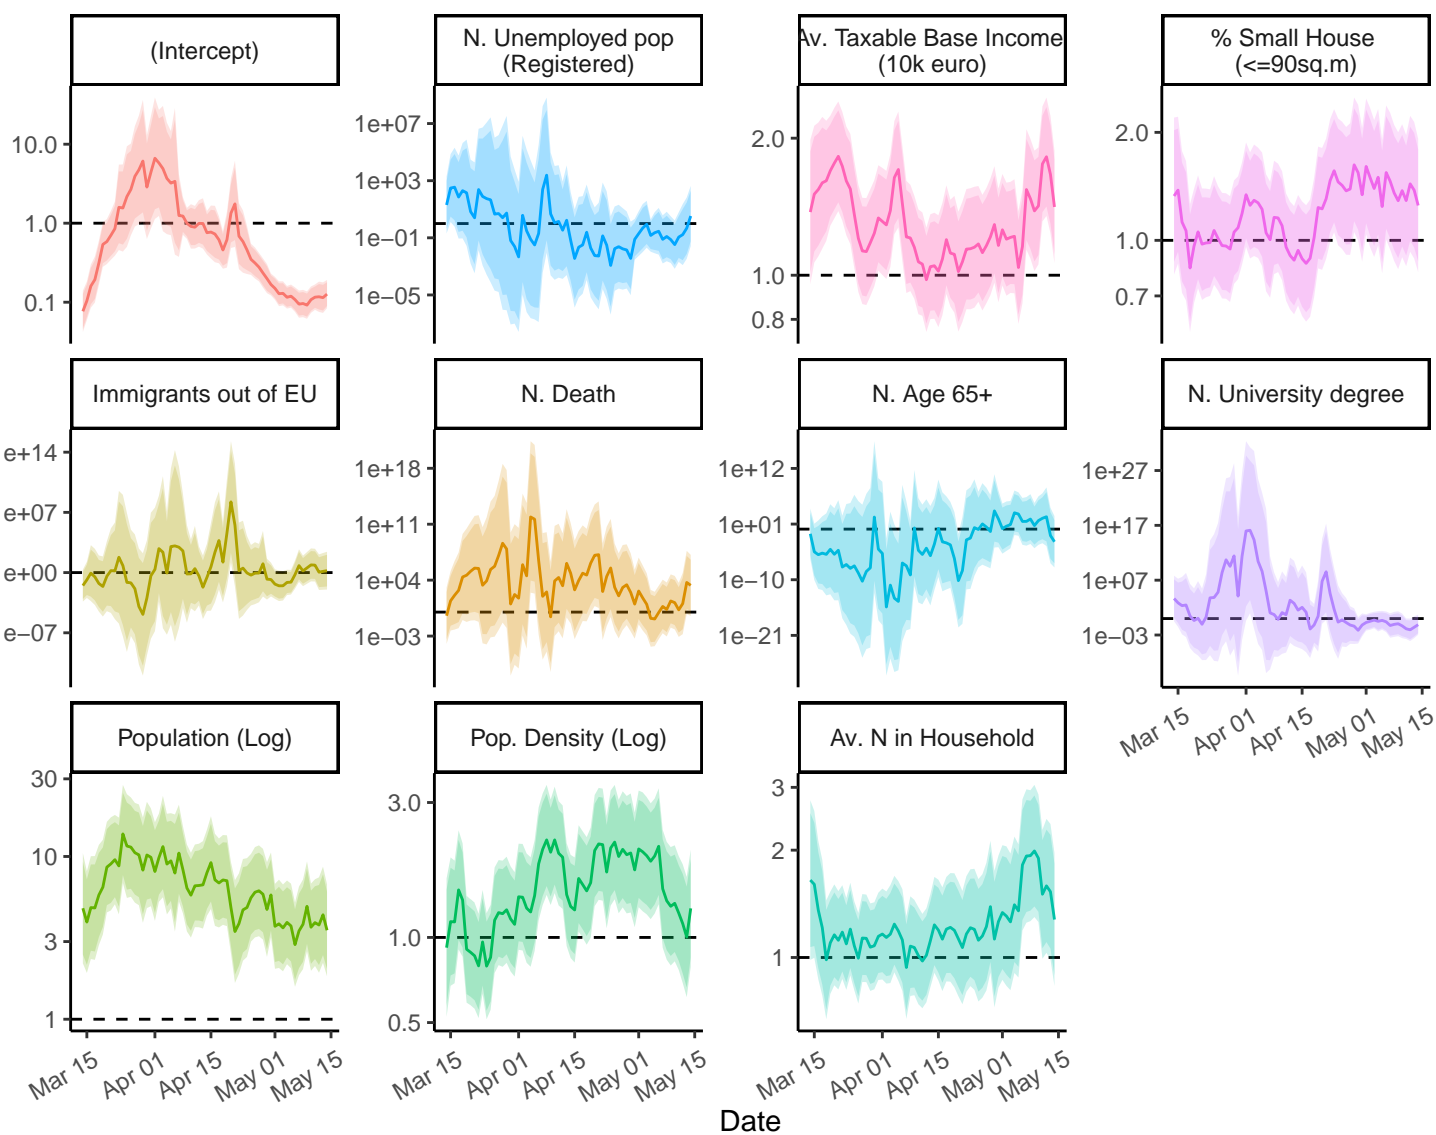 (Intercept)
N. Unemployed pop
(Registered)
Av. Taxable Base Income
(10k euro)
% Small House
(<=90sq.m)
10.0
1.0
0.1
1e+07
1e+03
1e−01
1e−05
2.0
1.0
0.8
2.0
1.0
0.7
Immigrants out of EU
N. Death
N. Age 65+
N. University degree
e+14
e+07
e+00
e−07
1e+18
1e+11
1e+04
1e−03
1e+12
1e+01
1e−10
1e−21
1e+27
1e+17
1e+07
1e−03
Mar 15
Apr 01
Apr 15
May 01
May 15
Population (Log)
Pop. Density (Log)
Av. N in Household
30
10
3
1
3.0
1.0
0.5
3
2
1
Mar 15
Apr 01
Apr 15
May 01
May 15
Mar 15
Apr 01
Apr 15
May 01
May 15
Mar 15
Apr 01
Apr 15
May 01
May 15
Date